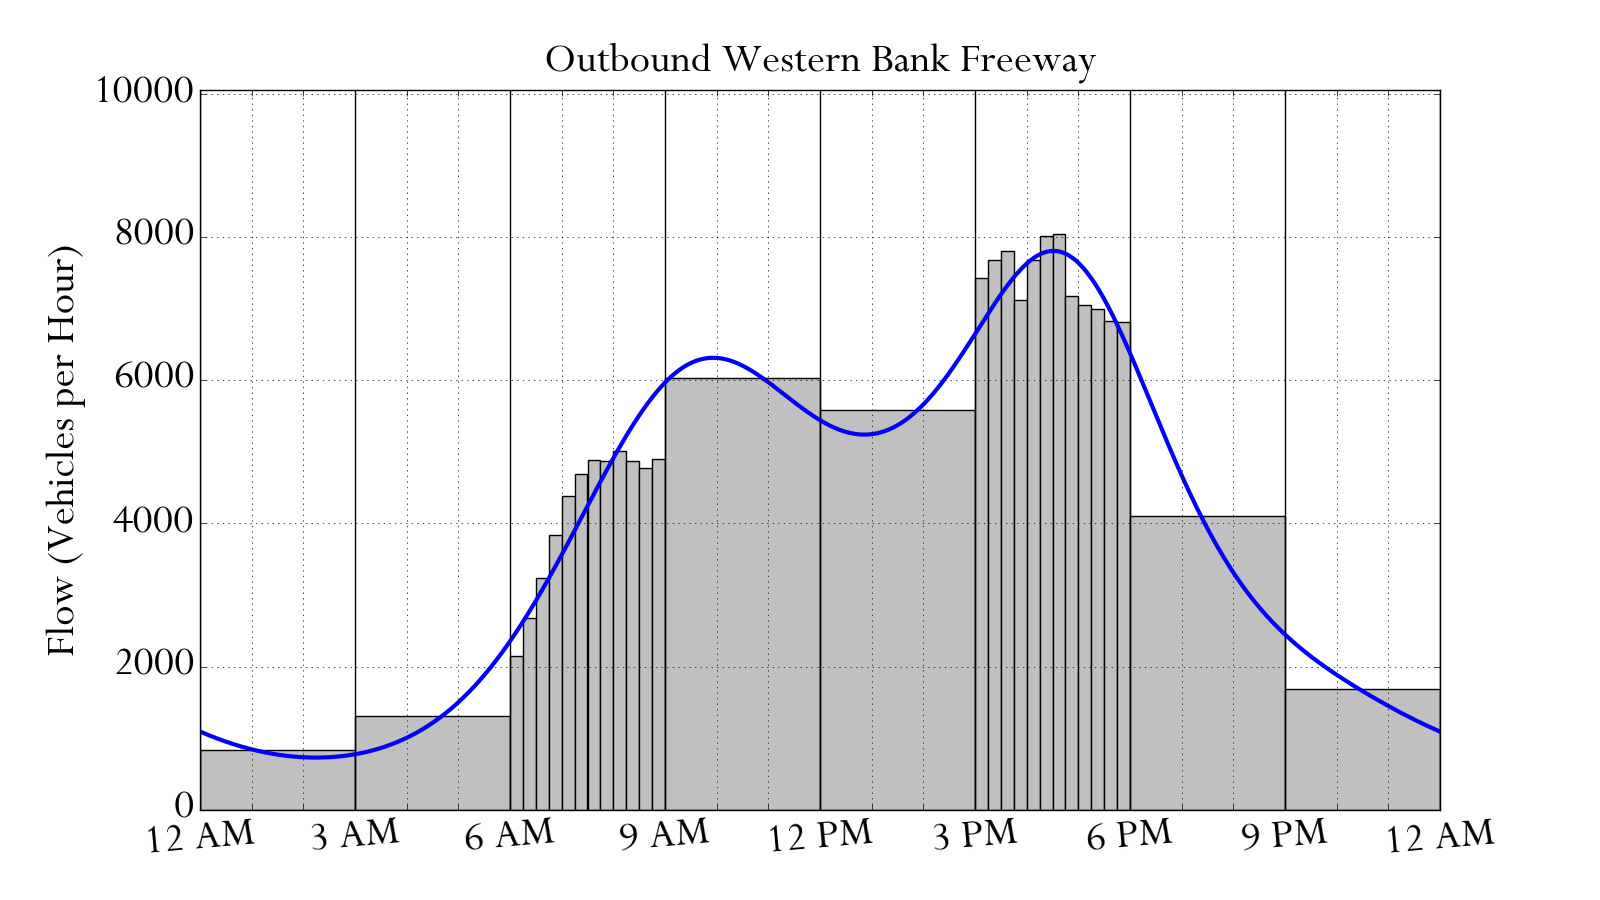 Outbound Western Bank Freeway
10000
8000
6000
4000
2000
0
Flow (Vehicles per Hour)
12 AM 3 AM 6 AM 9 AM 12 PM 3 PM 6 PM 9 PM 12 AM